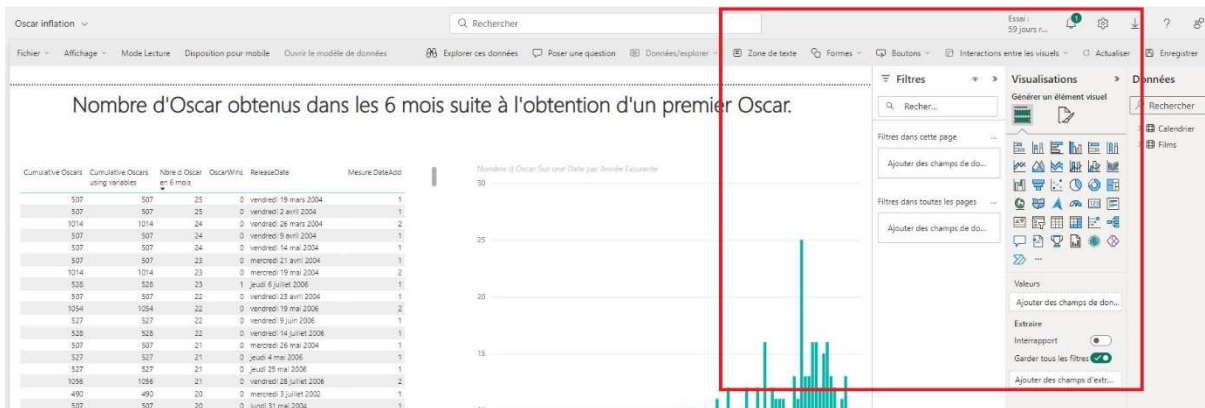 Oscar inflation
Rechercher
Essai :
59 jours r...
Fichier
Affichage
Mode Lecture
Disposition pour mobile
Ouvrir le modèle de données
Explorer ces données
Poser une question
Données/explorer
Zone de texte
Formes
Boutons
Interactions entre les visuels
Actualiser
Enregistrer
Nombre d'Oscar obtenus dans les 6 mois suite à l'obtention d'un premier Oscar.
Cumulative Oscars Cumulative Oscars using variables Nbre d Oscar en 6 mois OscarWins ReleaseDate Mesure DateAdd
507 507 25 0 vendredi 19 mars 2004 1
507 507 25 0 vendredi 2 avril 2004 1
1014 1014 24 0 vendredi 26 mars 2004 2
507 507 24 0 vendredi 9 avril 2004 1
507 507 24 0 vendredi 14 mai 2004 1
507 507 23 0 mercredi 21 avril 2004 1
1014 1014 23 0 mercredi 19 mai 2004 2
528 528 23 1 jeudi 6 juillet 2006 1
507 507 22 0 vendredi 23 avril 2004 1
1054 1054 22 0 vendredi 19 mai 2006 2
527 527 22 0 vendredi 9 juin 2006 1
528 528 22 0 vendredi 14 juillet 2006 1
507 507 21 0 mercredi 26 mai 2004 1
527 527 21 0 jeudi 4 mai 2006 1
527 527 21 0 jeudi 25 mai 2006 1
1056 1056 21 0 vendredi 28 juillet 2006 2
490 490 20 0 mercredi 3 juillet 2002 1
507 507 20 0 lundi 31 mai 2004 1
Nombre d Oscar Sur une Date par Année Courante
30
25
20
15
Filtres
Recher...
Filtres dans cette page ...
Ajouter des champs de do...
Filtres dans toutes les pages ...
Ajouter des champs de do...
Visualisations
Générer un élément visuel
Valeurs
Ajouter des champs de don...
Extraire
Interrapport
Garder tous les filtres
Ajouter des champs d'extr...
Données
Rechercher
Calendrier
Films